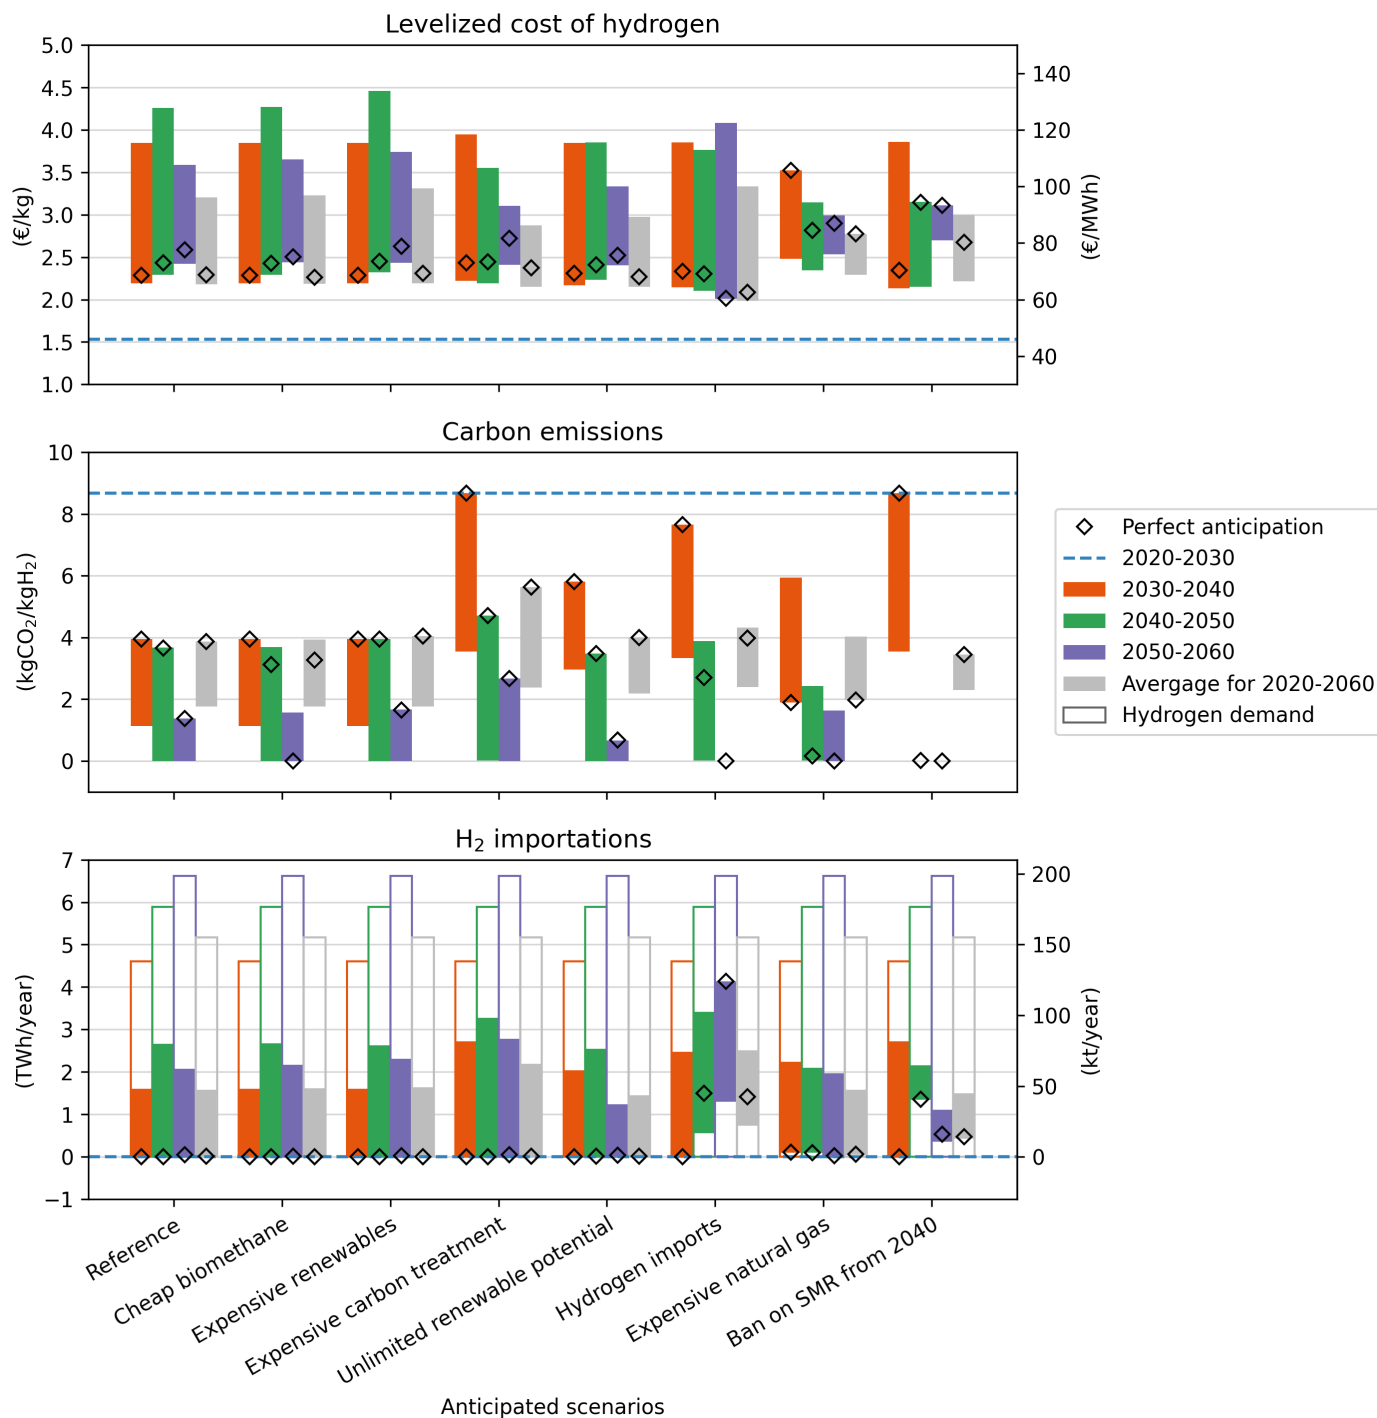 Levelized cost of hydrogen
5.0
4.5
4.0
3.5
3.0
2.5
2.0
1.5
1.0
(€/kg)
140
120
100
80
60
40
(€/MWh)
Carbon emissions
10
8
6
4
2
0
(kgCO₂/kgH₂)
Perfect anticipation
2020-2030
2030-2040
2040-2050
2050-2060
Avergage for 2020-2060
Hydrogen demand
H₂ importations
7
6
5
4
3
2
1
0
−1
(TWh/year)
200
150
100
50
0
(kt/year)
Reference
Cheap biomethane
Expensive renewables
Expensive carbon treatment
Unlimited renewable potential
Hydrogen imports
Expensive natural gas
Ban on SMR from 2040
Anticipated scenarios